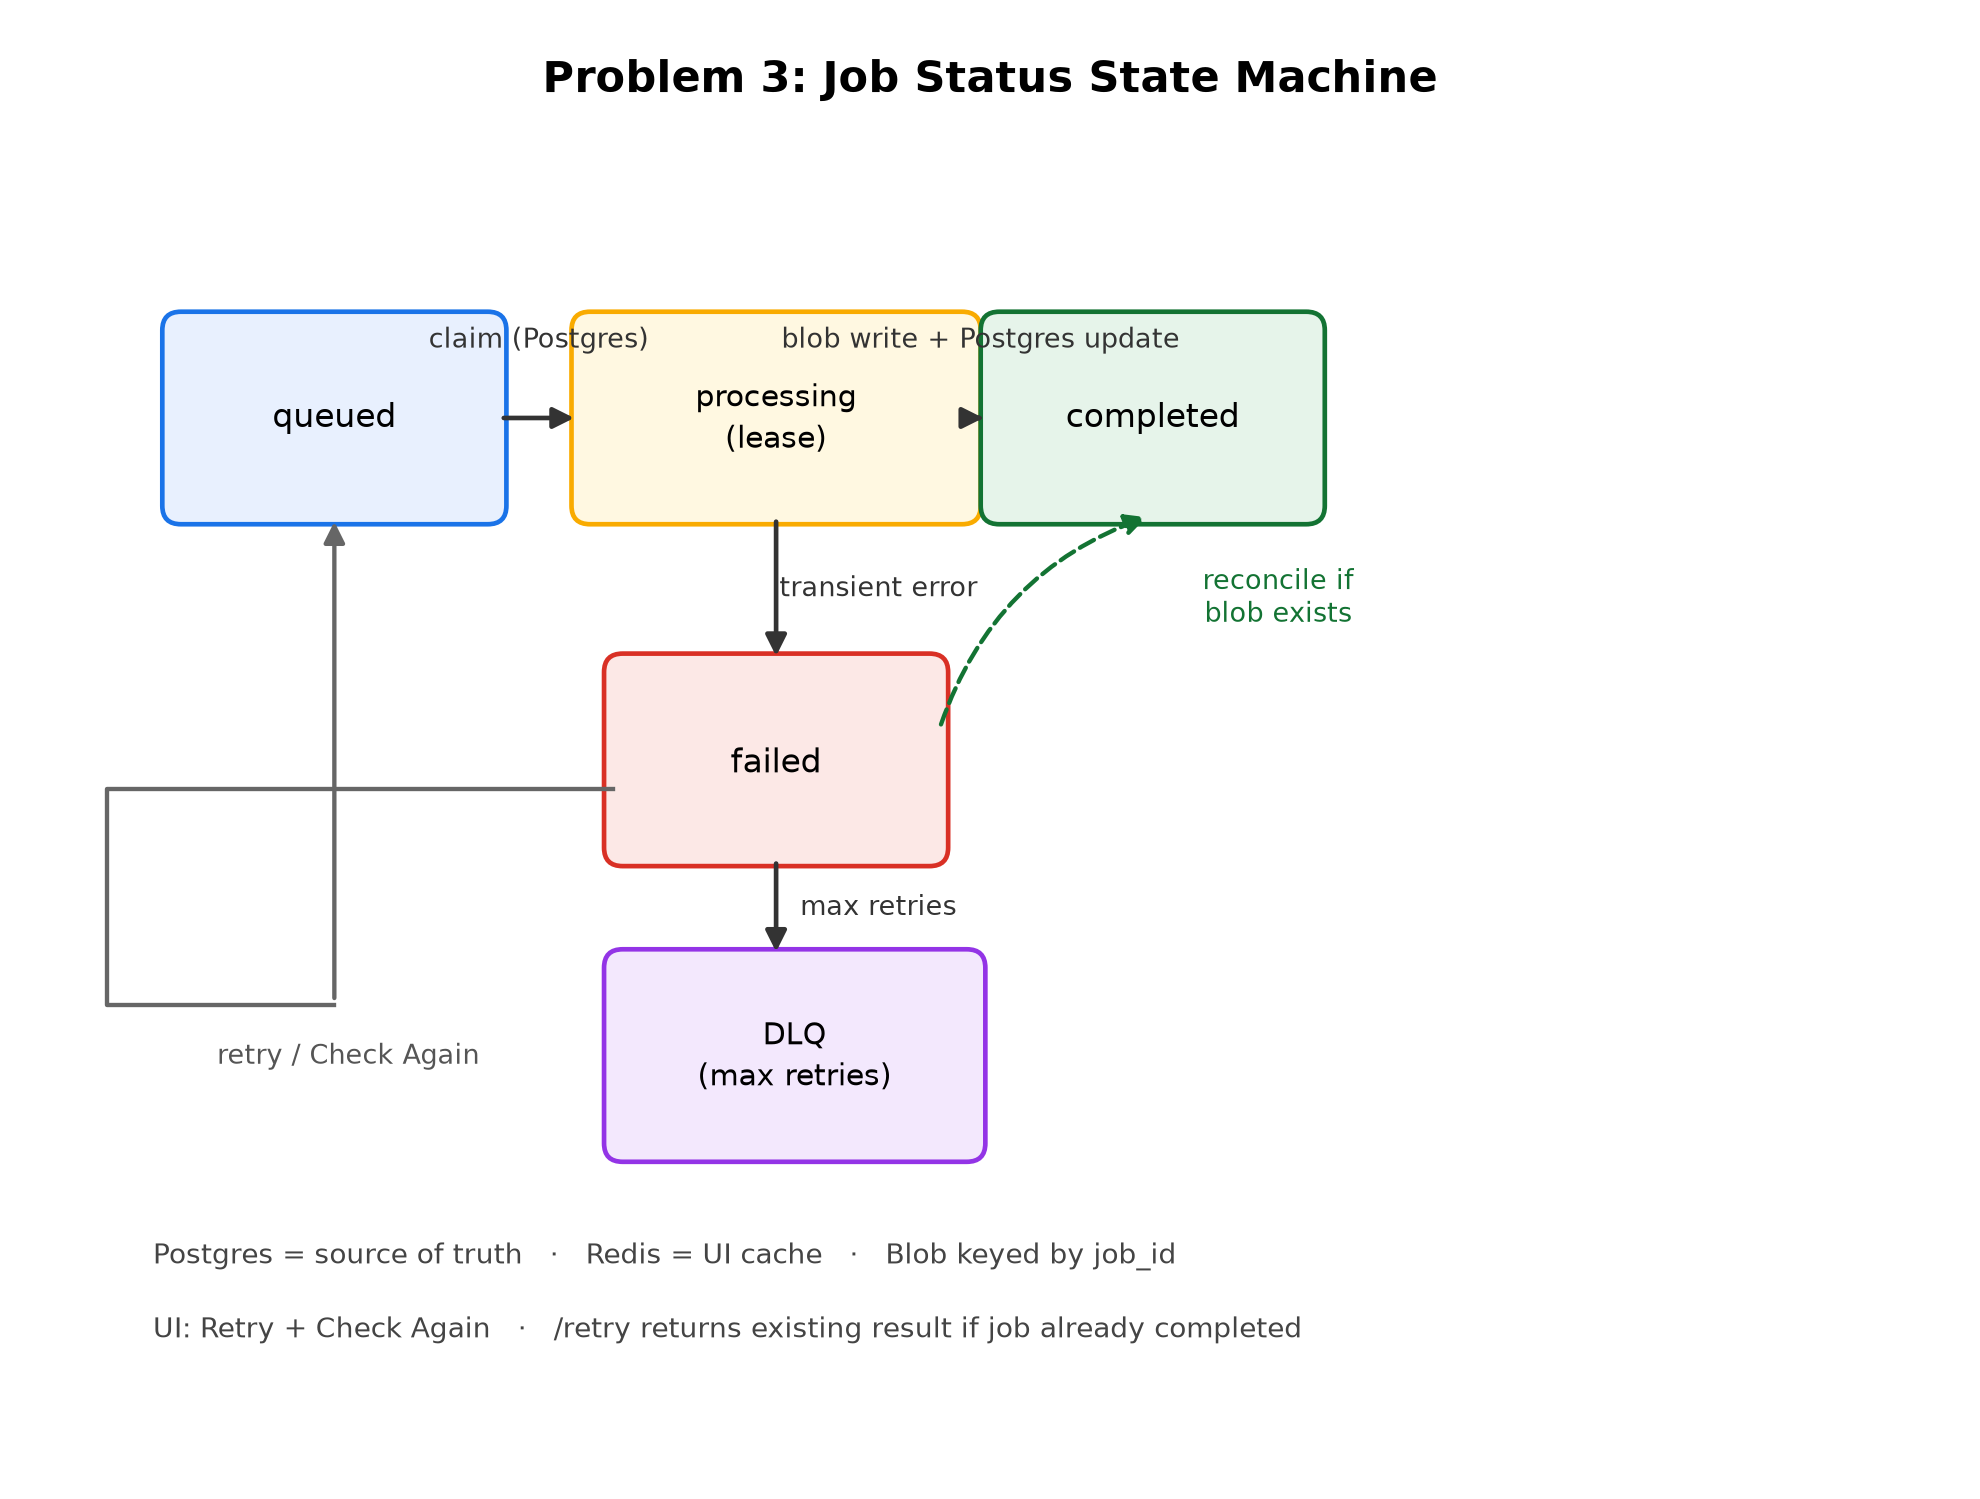 Problem 3: Job Status State Machine
claim (Postgres)
blob write + Postgres update
queued
processing
(lease)
completed
transient error
reconcile if
blob exists
failed
max retries
DLQ
(max retries)
retry / Check Again
Postgres = source of truth · Redis = UI cache · Blob keyed by job_id
UI: Retry + Check Again · /retry returns existing result if job already completed